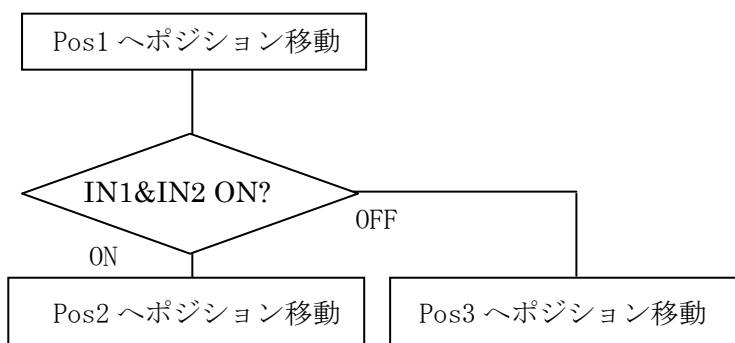 Pos1 へポジション移動
IN1&IN2 ON?
OFF
ON
Pos2 へポジション移動
Pos3 へポジション移動